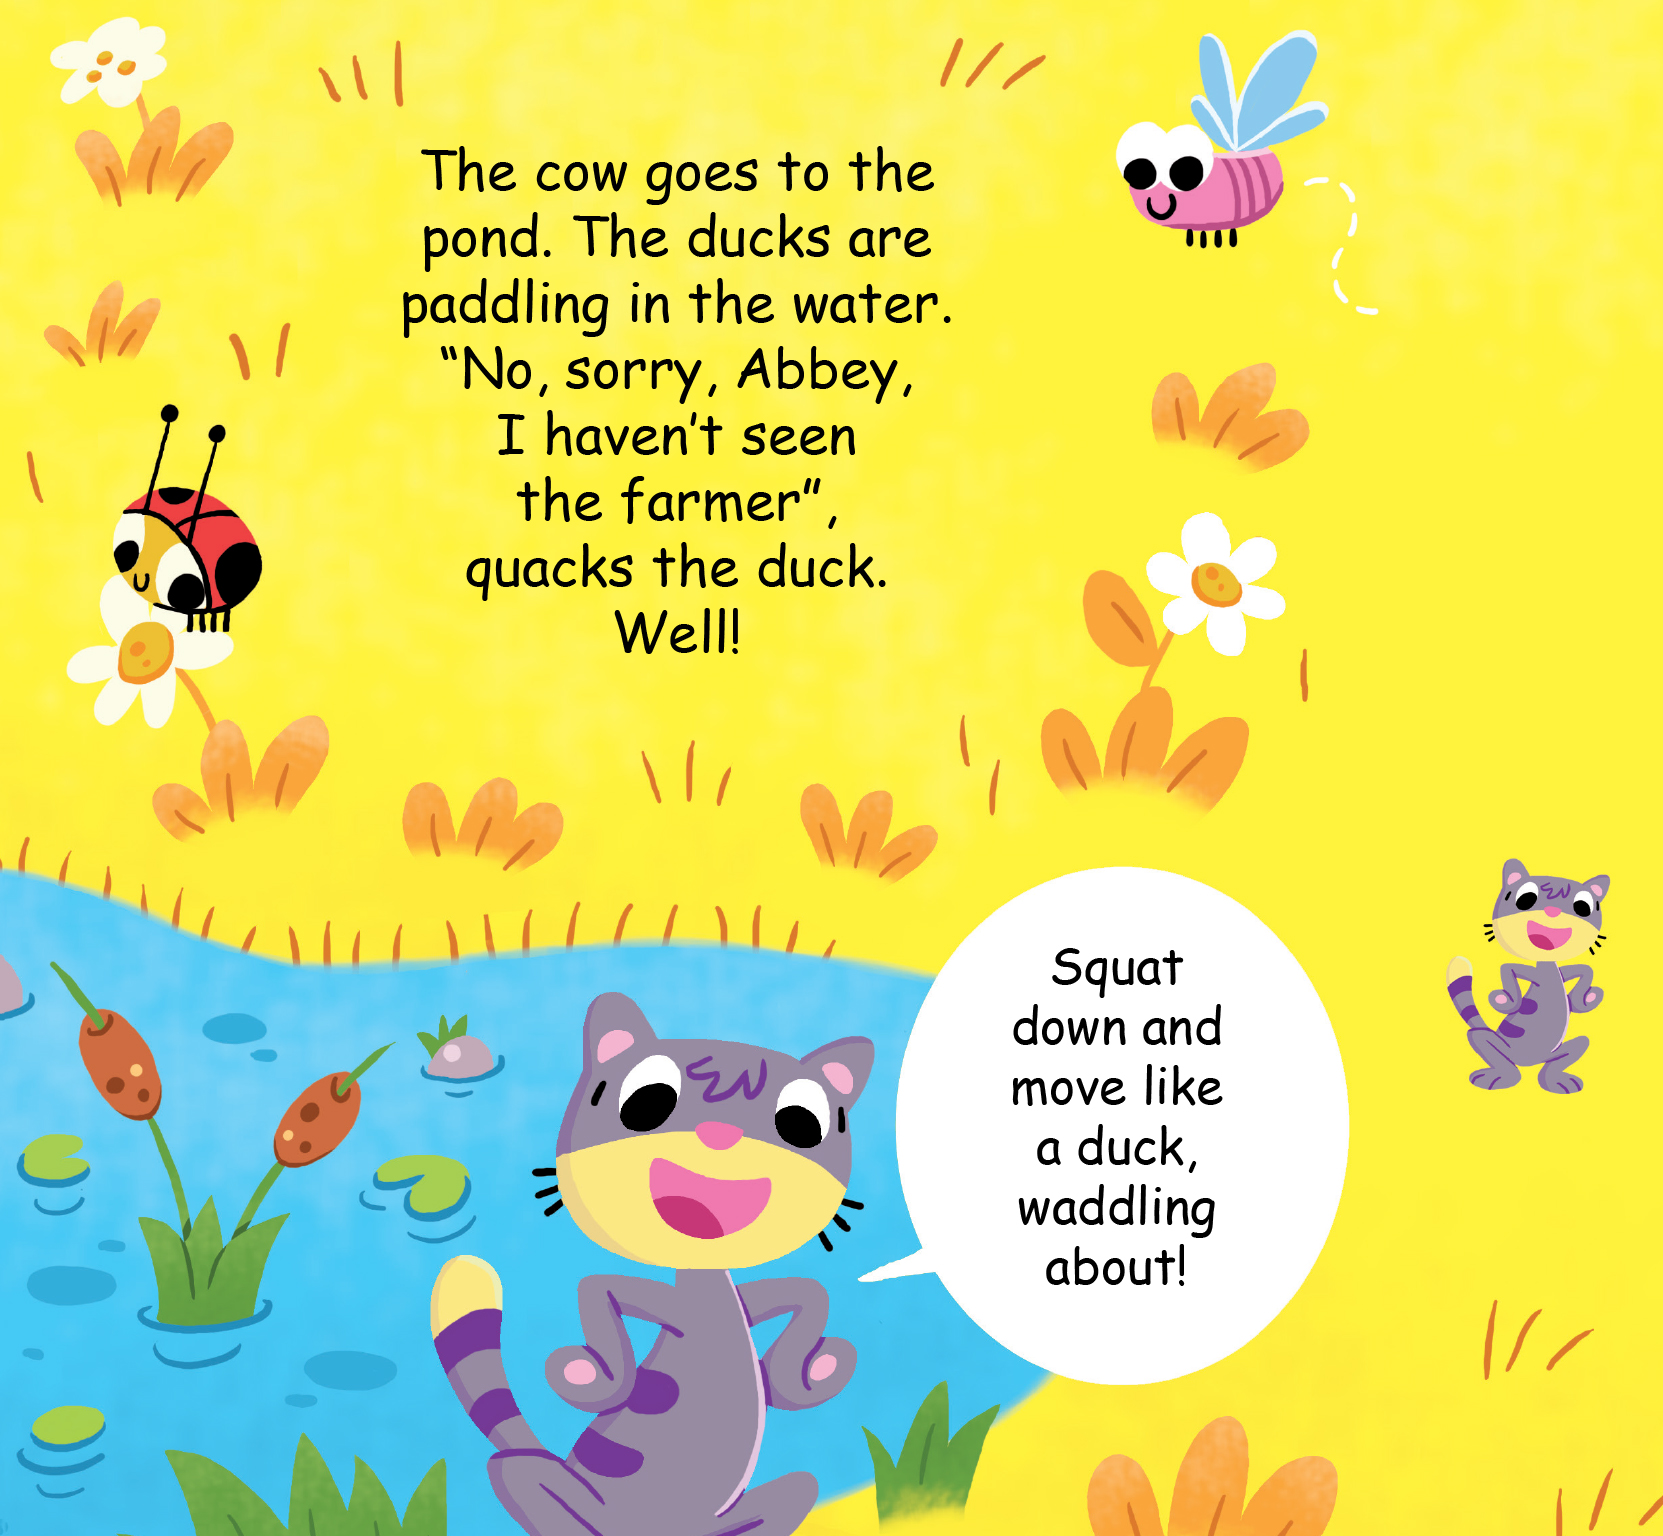 The cow goes to the
pond. The ducks are
paddling in the water.
“No, sorry, Abbey,
I haven’t seen
the farmer”,
quacks the duck.
Well!
Squat
down and
move like
a duck,
waddling
about!